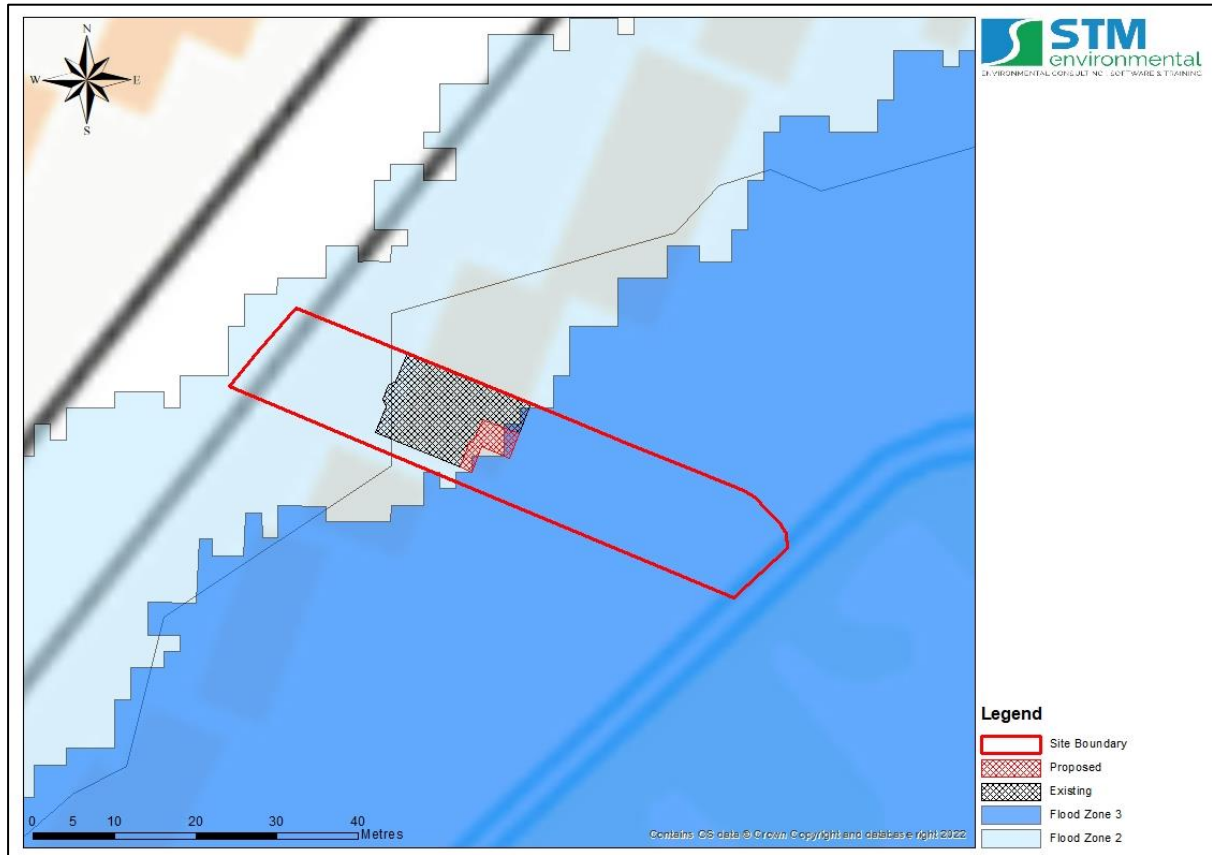 N
W E
S
STM
environmental
ENVIRONMENTAL CONSULTING | SOFTWARE & TRAINING
Legend
Site Boundary
Proposed
Existing
Flood Zone 3
Flood Zone 2
0 5 10 20 30 40
Metres
Contains OS data © Crown Copyright and database right 2022